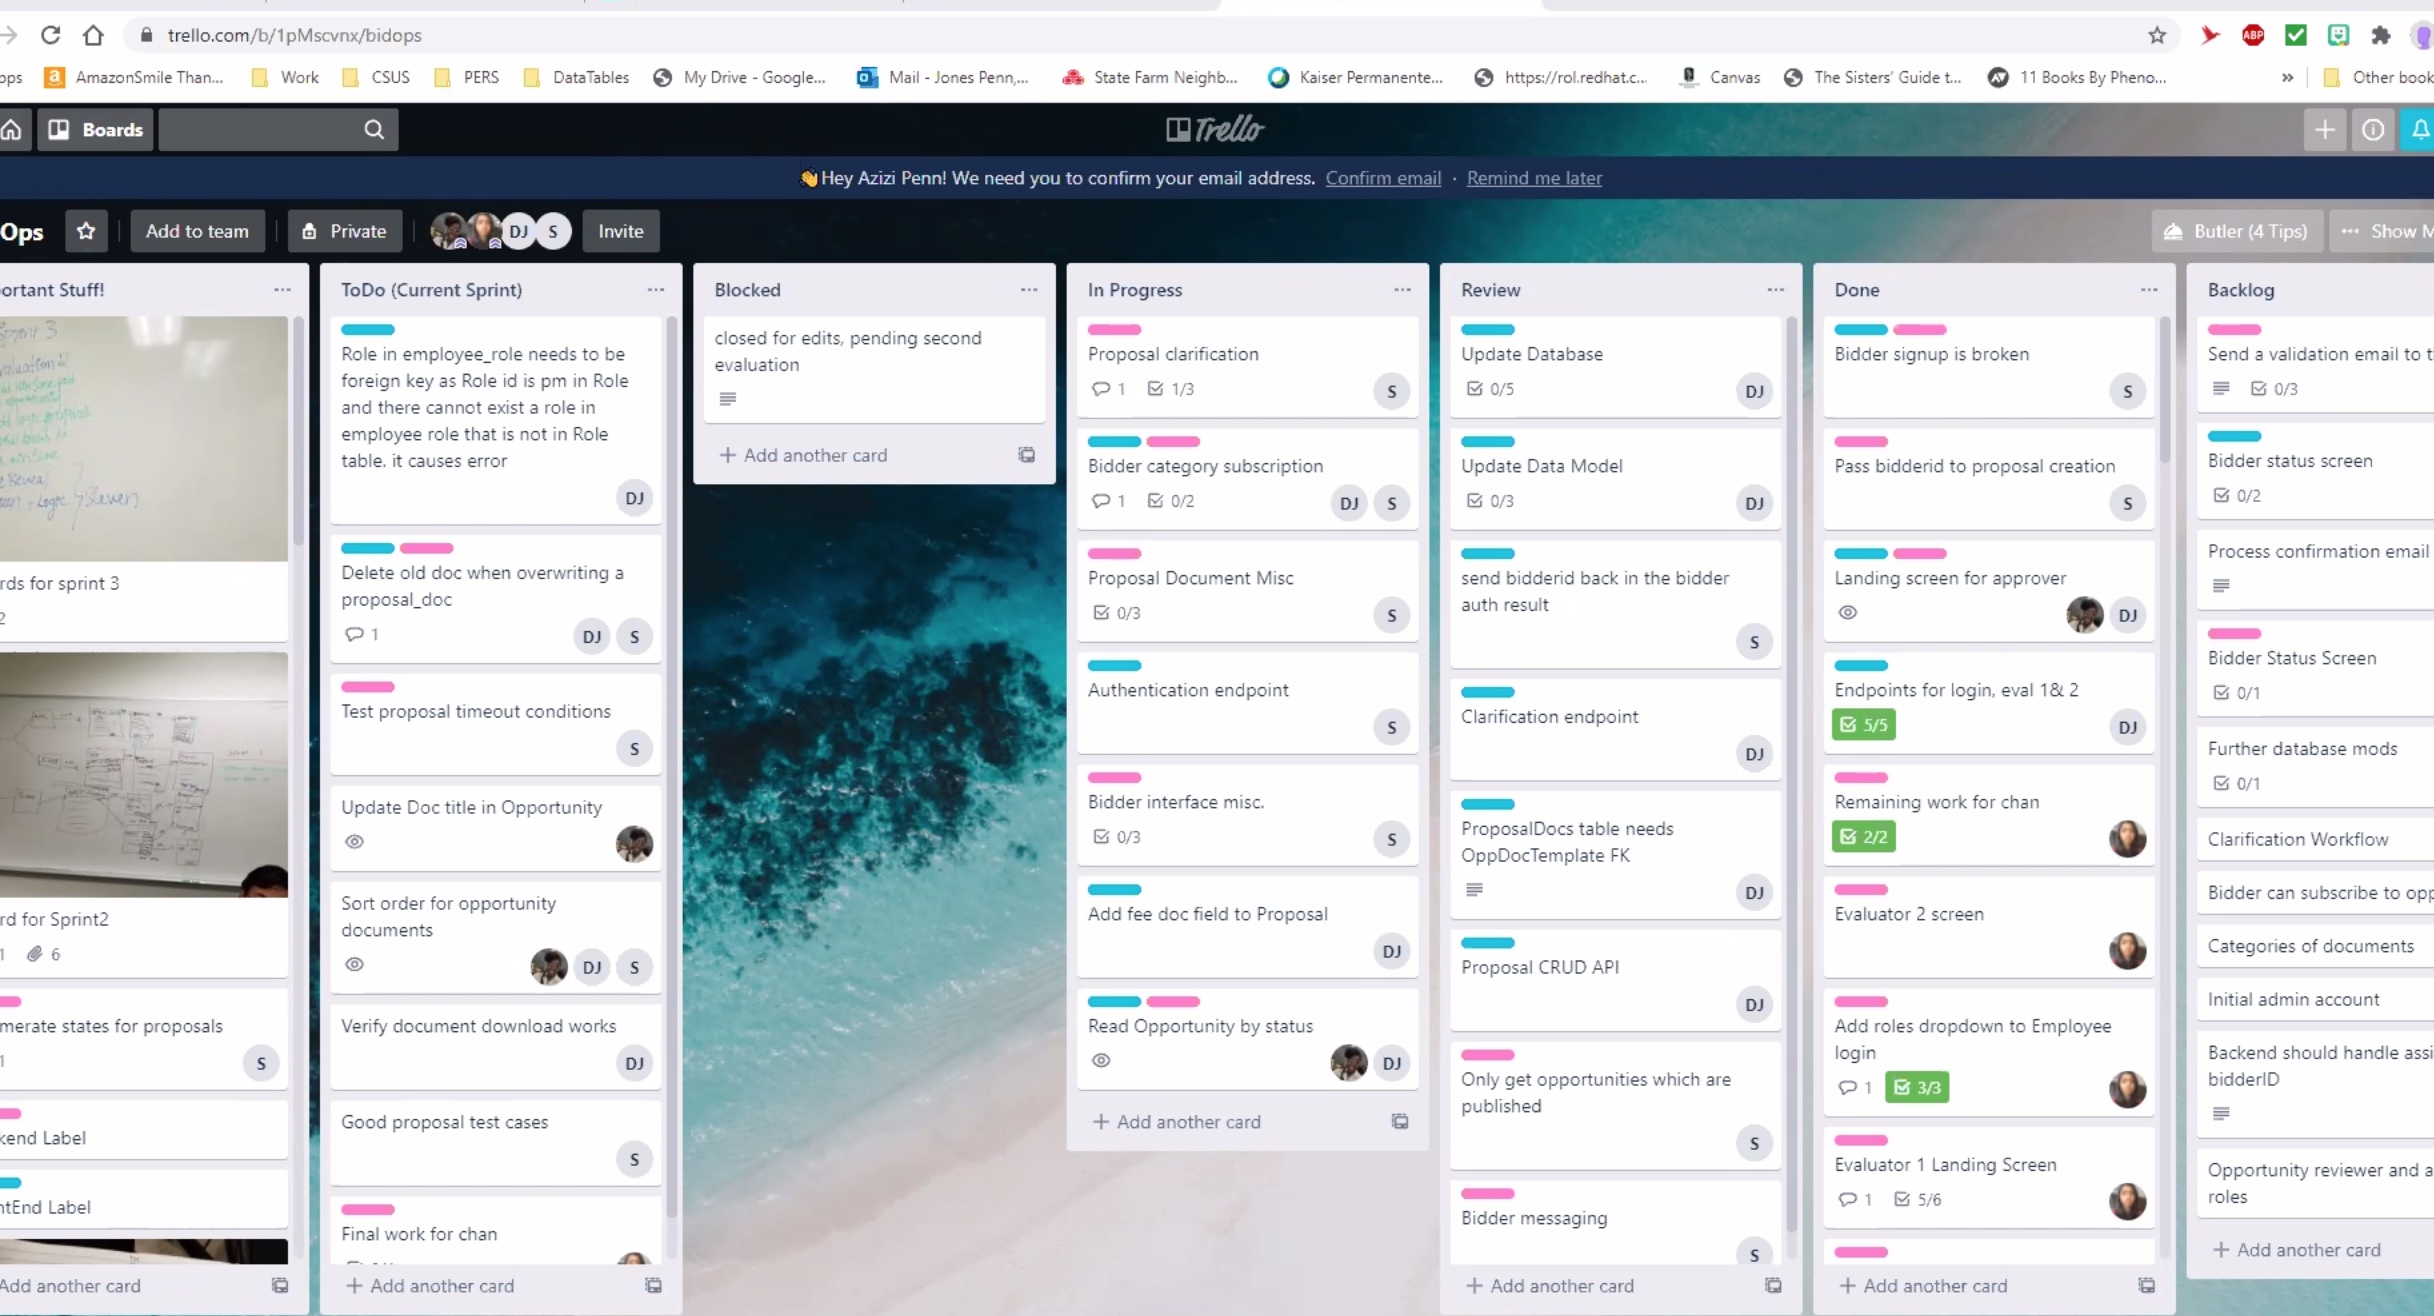 trello.com/b/1pMscvnx/bidops
ABP
AmazonSmile Than...
Work
CSUS
PERS
DataTables
My Drive - Google...
Mail - Jones Penn,...
State Farm Neighb...
Kaiser Permanente...
https://rol.redhat.c...
Canvas
The Sisters' Guide t...
11 Books By Pheno...
»
Other book
Boards
Trello
Hey Azizi Penn! We need you to confirm your email address. Confirm email · Remind me later
Ops
Add to team
Private
DJ
S
Invite
Butler (4 Tips)
Show M
ortant Stuff!
Sprint 3
rds for sprint 3
2
rd for Sprint2
1
6
merate states for proposals
1
S
kend Label
ntEnd Label
Add another card
ToDo (Current Sprint)
Role in employee_role needs to be
foreign key as Role id is pm in Role
and there cannot exist a role in
employee role that is not in Role
table. it causes error
DJ
Delete old doc when overwriting a
proposal_doc
1
DJ
S
Test proposal timeout conditions
S
Update Doc title in Opportunity
Sort order for opportunity
documents
DJ
S
Verify document download works
DJ
Good proposal test cases
S
Final work for chan
+ Add another card
Blocked
closed for edits, pending second
evaluation
+ Add another card
In Progress
Proposal clarification
1
1/3
S
Bidder category subscription
1
0/2
DJ
S
Proposal Document Misc
0/3
S
Authentication endpoint
S
Bidder interface misc.
0/3
S
Add fee doc field to Proposal
DJ
Read Opportunity by status
DJ
+ Add another card
Review
Update Database
0/5
DJ
Update Data Model
0/3
DJ
send bidderid back in the bidder
auth result
S
Clarification endpoint
DJ
ProposalDocs table needs
OppDocTemplate FK
DJ
Proposal CRUD API
DJ
Only get opportunities which are
published
S
Bidder messaging
S
+ Add another card
Done
Bidder signup is broken
S
Pass bidderid to proposal creation
S
Landing screen for approver
DJ
Endpoints for login, eval 1& 2
5/5
DJ
Remaining work for chan
2/2
Evaluator 2 screen
Add roles dropdown to Employee
login
1
3/3
Evaluator 1 Landing Screen
1
5/6
+ Add another card
Backlog
Send a validation email to t
0/3
Bidder status screen
0/2
Process confirmation email
Bidder Status Screen
0/1
Further database mods
0/1
Clarification Workflow
Bidder can subscribe to opp
Categories of documents
Initial admin account
Backend should handle assi
bidderID
Opportunity reviewer and a
roles
+ Add another card